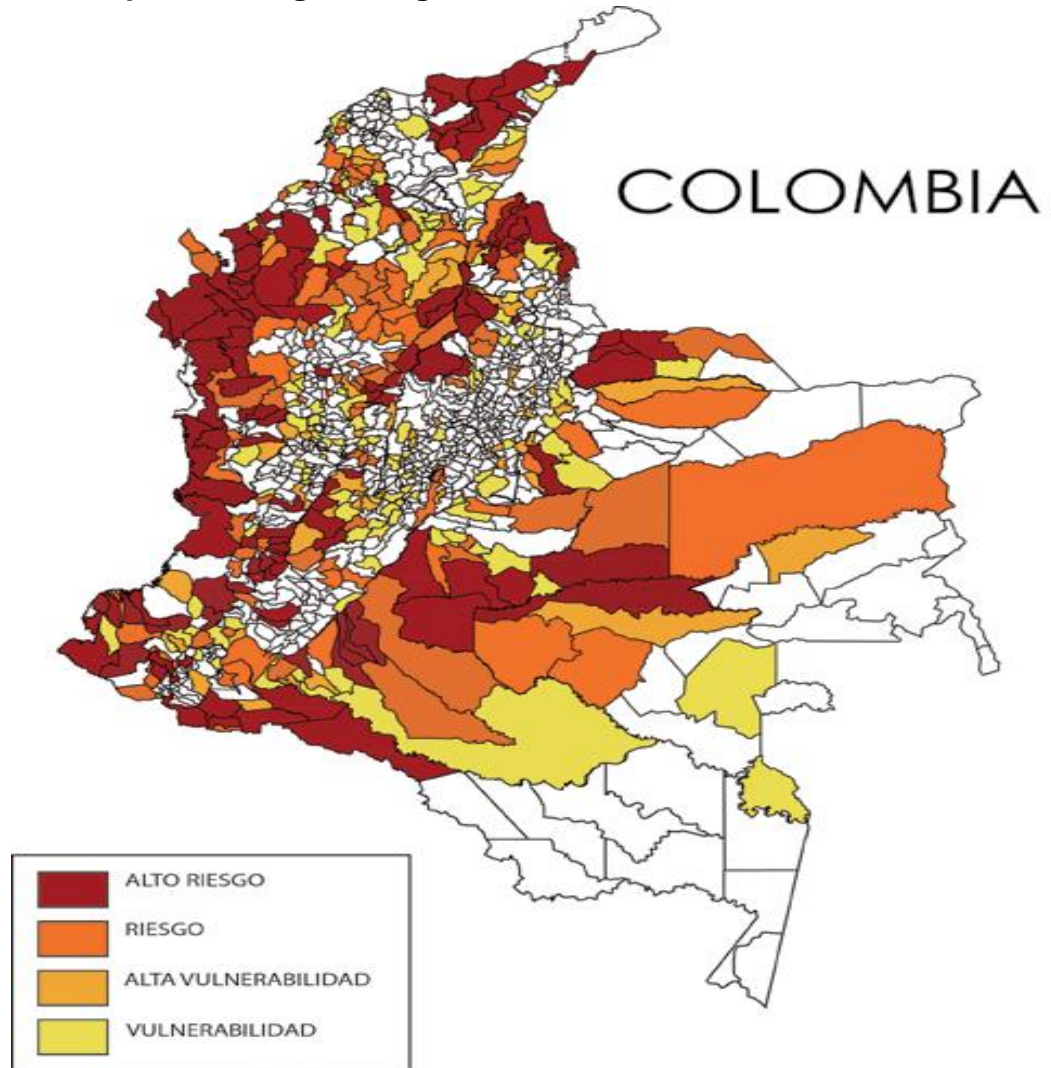 COLOMBIA
ALTO RIESGO
RIESGO
ALTA VULNERABILIDAD
VULNERABILIDAD